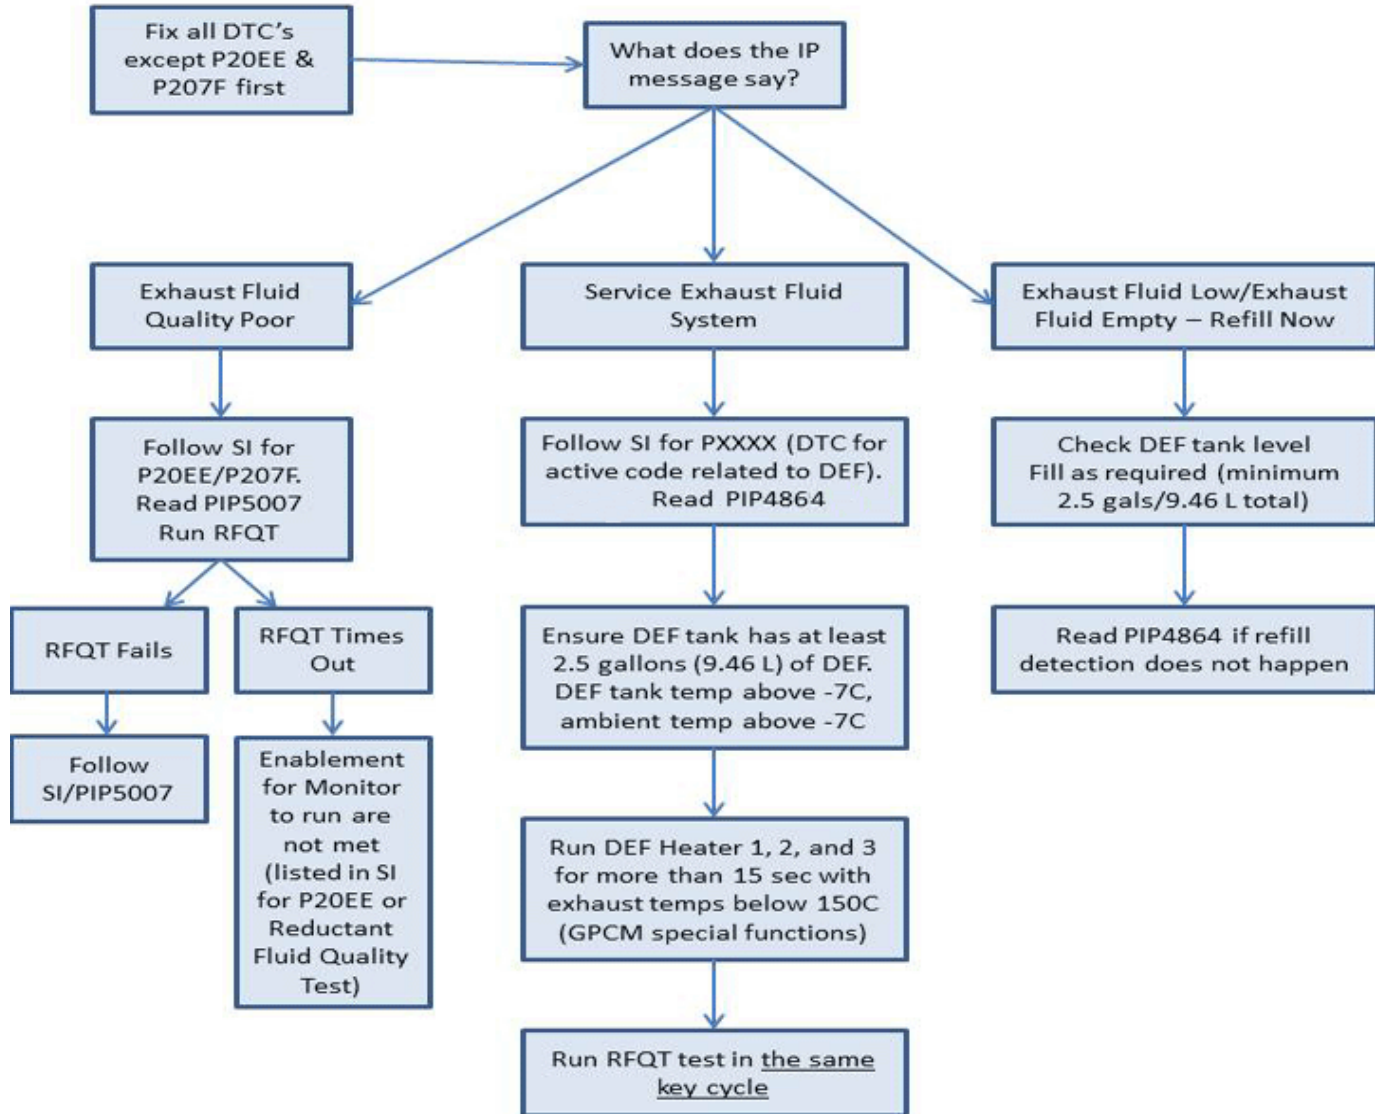 Fix all DTC's
except P20EE &
P207F first
What does the IP
message say?
Exhaust Fluid
Quality Poor
Service Exhaust Fluid
System
Exhaust Fluid Low/Exhaust
Fluid Empty – Refill Now
Follow SI for
P20EE/P207F.
Read PIP5007
Run RFQT
Follow SI for PXXXX (DTC for
active code related to DEF).
Read PIP4864
Check DEF tank level
Fill as required (minimum
2.5 gals/9.46 L total)
RFQT Fails
RFQT Times
Out
Ensure DEF tank has at least
2.5 gallons (9.46 L) of DEF.
DEF tank temp above -7C,
ambient temp above -7C
Read PIP4864 if refill
detection does not happen
Follow
SI/PIP5007
Enablement
for Monitor
to run are
not met
(listed in SI
for P20EE or
Reductant
Fluid Quality
Test)
Run DEF Heater 1, 2, and 3
for more than 15 sec with
exhaust temps below 150C
(GPCM special functions)
Run RFQT test in the same
key cycle